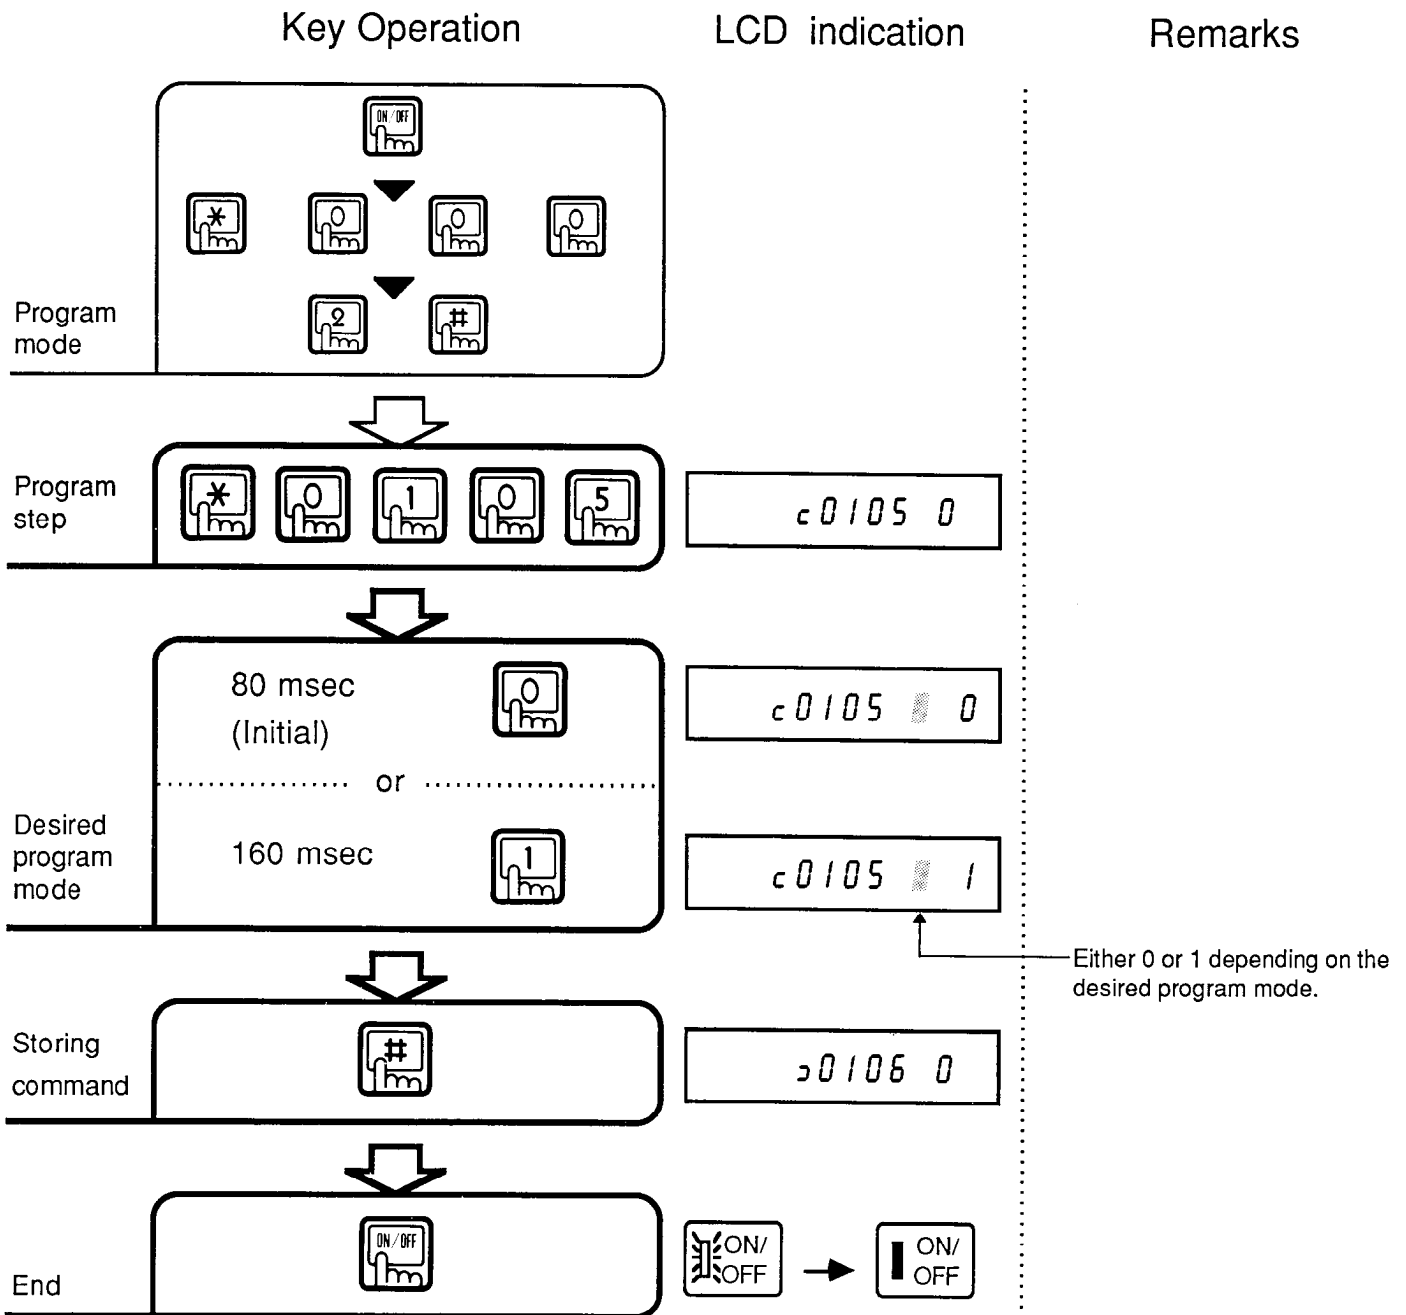 Key Operation LCD indication Remarks
ON/OFF
* 0 0 0
Program
mode
2 #
Program
step
* 0 1 0 5
c0105 0
80 msec
(Initial)
0
c0105 0
or
Desired
program
mode
160 msec
1
c0105 1
Either 0 or 1 depending on the
desired program mode.
Storing
command
#
ɔ0106 0
End
ON/OFF
ON/
OFF
ON/
OFF